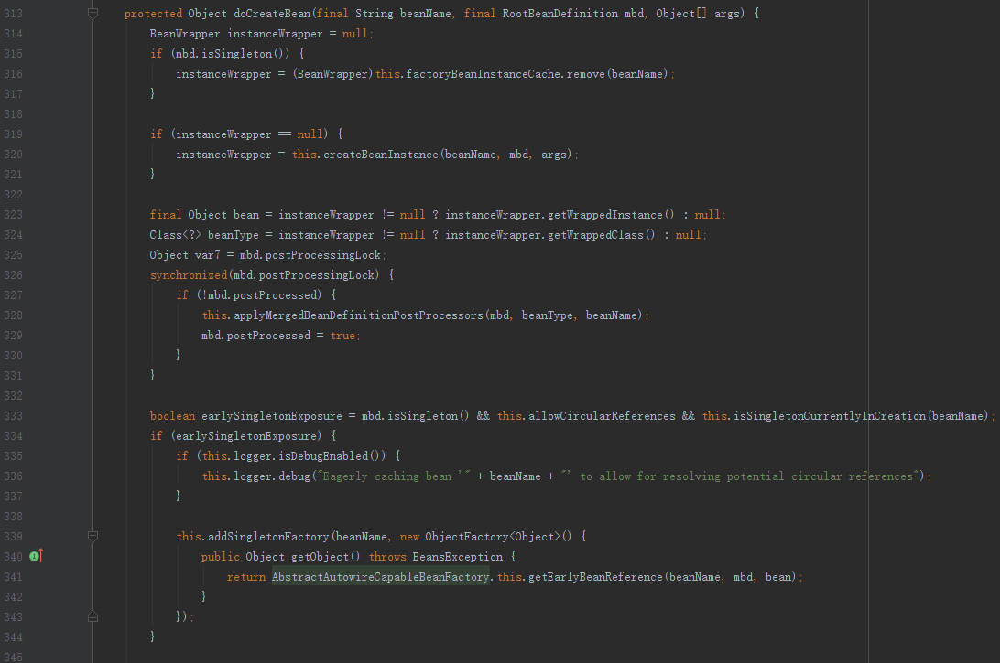 313 protected Object doCreateBean(final String beanName, final RootBeanDefinition mbd, Object[] args) {
314 BeanWrapper instanceWrapper = null;
315 if (mbd.isSingleton()) {
316 instanceWrapper = (BeanWrapper)this.factoryBeanInstanceCache.remove(beanName);
317 }
318
319 if (instanceWrapper == null) {
320 instanceWrapper = this.createBeanInstance(beanName, mbd, args);
321 }
322
323 final Object bean = instanceWrapper != null ? instanceWrapper.getWrappedInstance() : null;
324 Class<?> beanType = instanceWrapper != null ? instanceWrapper.getWrappedClass() : null;
325 Object var7 = mbd.postProcessingLock;
326 synchronized(mbd.postProcessingLock) {
327 if (!mbd.postProcessed) {
328 this.applyMergedBeanDefinitionPostProcessors(mbd, beanType, beanName);
329 mbd.postProcessed = true;
330 }
331 }
332
333 boolean earlySingletonExposure = mbd.isSingleton() && this.allowCircularReferences && this.isSingletonCurrentlyInCreation(beanName);
334 if (earlySingletonExposure) {
335 if (this.logger.isDebugEnabled()) {
336 this.logger.debug("Eagerly caching bean '" + beanName + "' to allow for resolving potential circular references");
337 }
338
339 this.addSingletonFactory(beanName, new ObjectFactory<Object>() {
340 public Object getObject() throws BeansException {
341 return AbstractAutowireCapableBeanFactory.this.getEarlyBeanReference(beanName, mbd, bean);
342 }
343 });
344 }
345